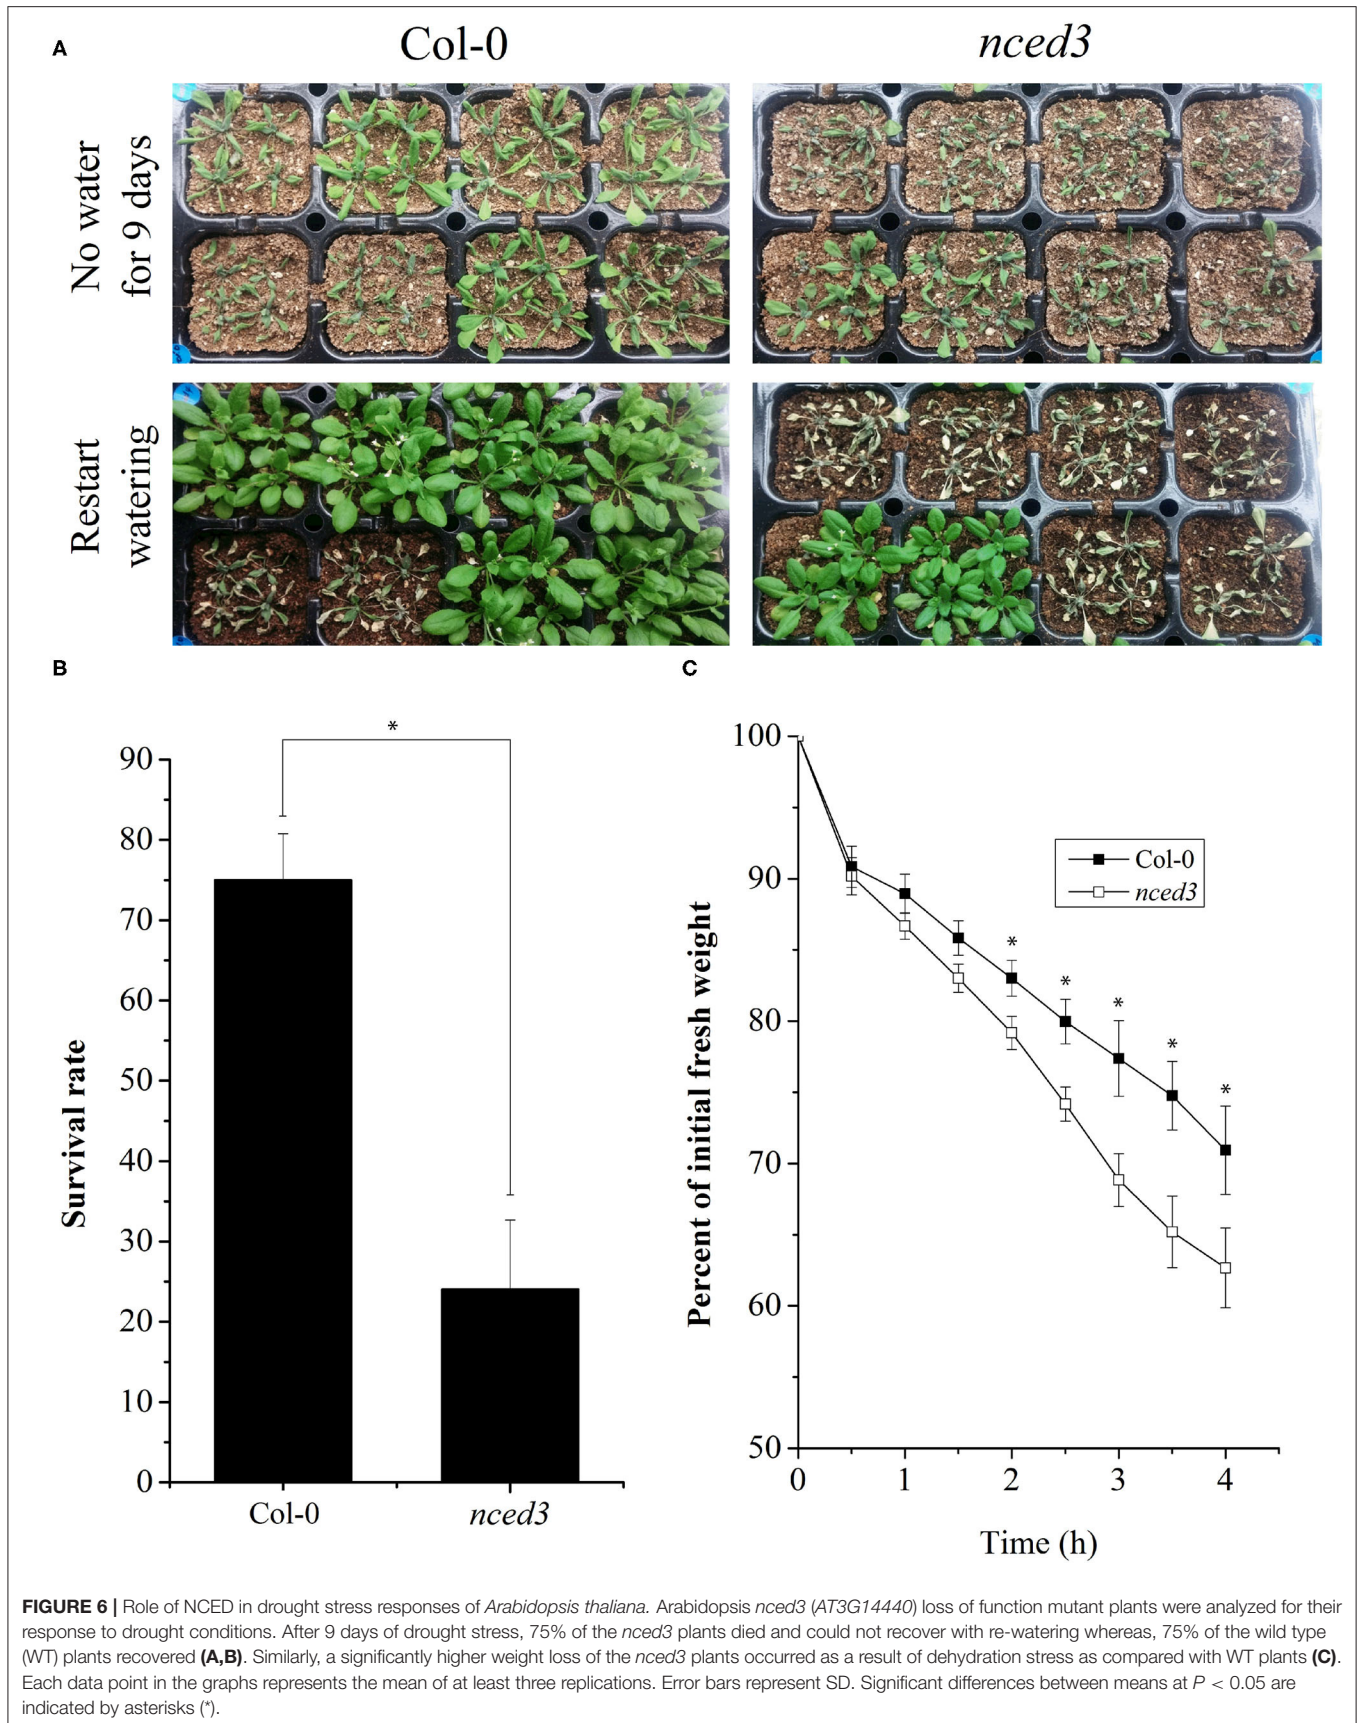 A
Col-0
nced3
No water
for 9 days
Restart
watering
B
C
*
90
80
70
60
50
40
30
20
10
0
Survival rate
Col-0
nced3
100
90
80
70
60
50
Percent of initial fresh weight
Col-0
nced3
*
*
*
*
*
0
1
2
3
4
Time (h)
FIGURE 6 | Role of NCED in drought stress responses of Arabidopsis thaliana. Arabidopsis nced3 (AT3G14440) loss of function mutant plants were analyzed for their
response to drought conditions. After 9 days of drought stress, 75% of the nced3 plants died and could not recover with re-watering whereas, 75% of the wild type
(WT) plants recovered (A,B). Similarly, a significantly higher weight loss of the nced3 plants occurred as a result of dehydration stress as compared with WT plants (C).
Each data point in the graphs represents the mean of at least three replications. Error bars represent SD. Significant differences between means at P < 0.05 are
indicated by asterisks (*).